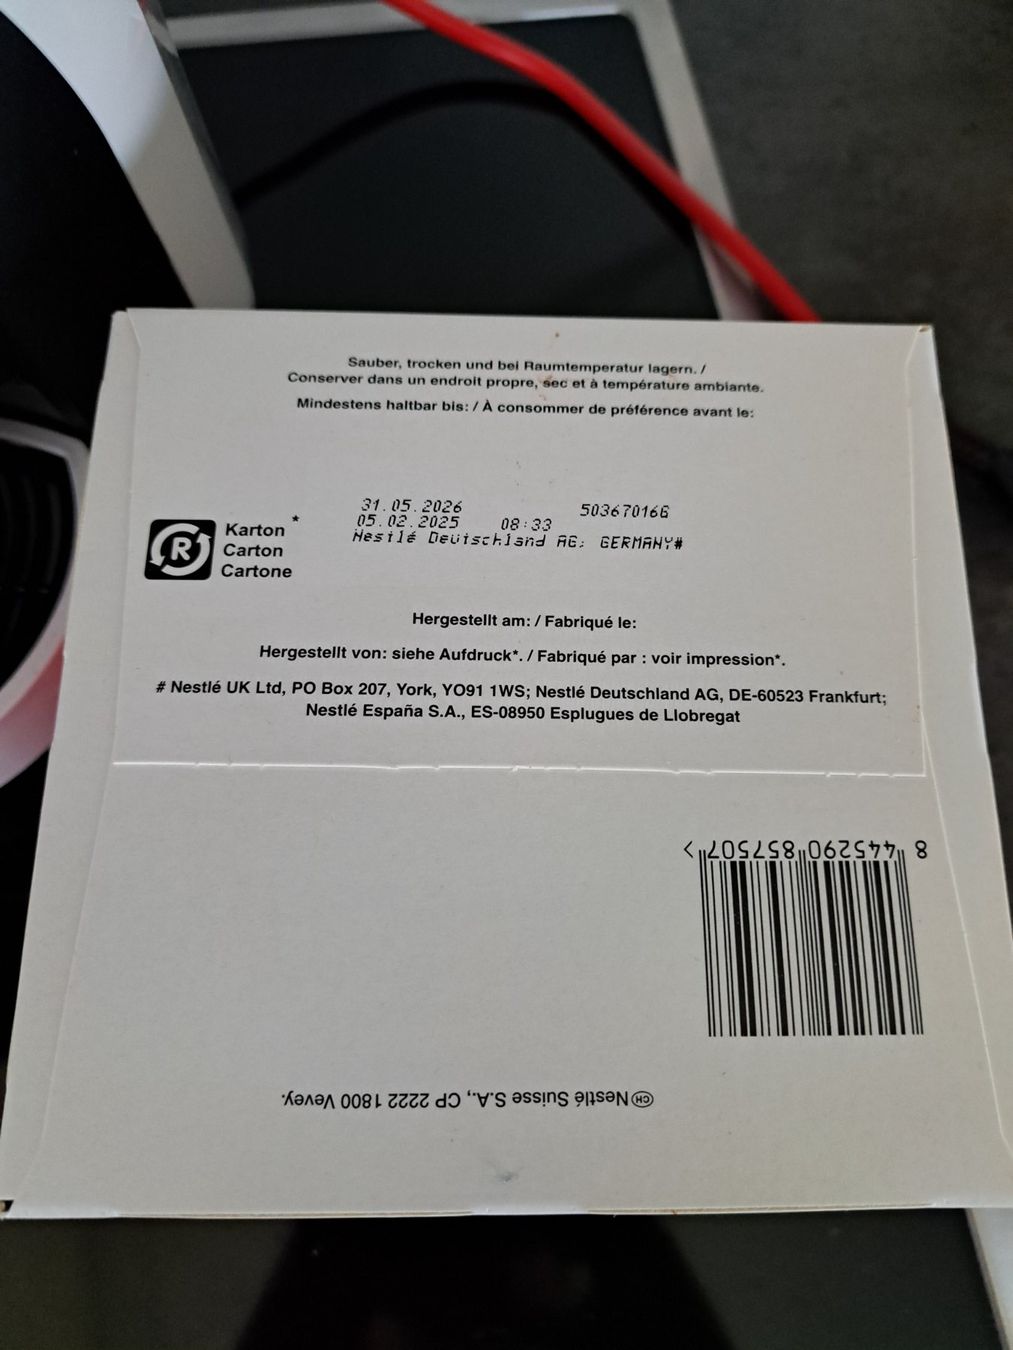 Sauber, trocken und bei Raumtemperatur lagern. /
Conserver dans un endroit propre, sec et à température ambiante.
Mindestens haltbar bis: / À consommer de préférence avant le:
31.05.2026 50367016G
05.02.2025 08:33
Nestlé Deutschland AG; GERMANY#
R
Karton *
Carton
Cartone
Hergestellt am: / Fabriqué le:
Hergestellt von: siehe Aufdruck*. / Fabriqué par : voir impression*.
# Nestlé UK Ltd, PO Box 207, York, YO91 1WS; Nestlé Deutschland AG, DE-60523 Frankfurt;
Nestlé España S.A., ES-08950 Esplugues de Llobregat
8 445290 857507 >
CH Nestlé Suisse S.A., CP 2222 1800 Vevey.